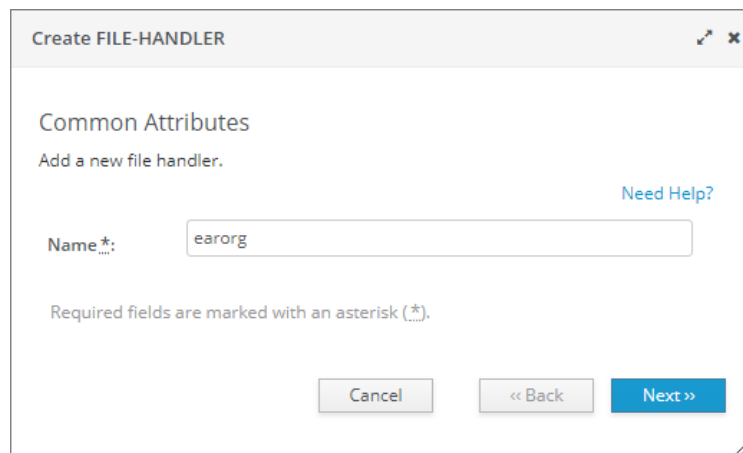 Create FILE-HANDLER
Common Attributes
Add a new file handler.
Need Help?
Name*: earorg
Required fields are marked with an asterisk (*).
Cancel « Back Next »